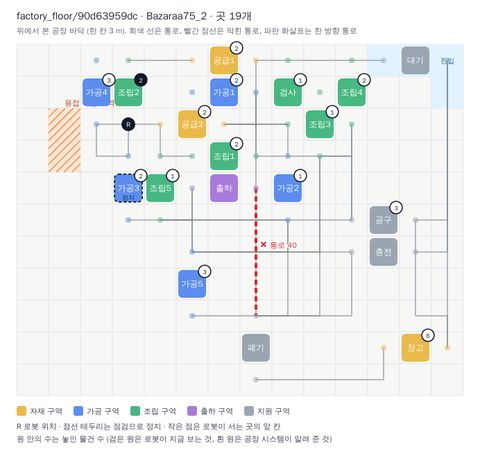 factory_floor/90d63959dc · Bazaraa75_2 · 곳 19개
위에서 본 공장 바닥 (한 칸 3 m). 회색 선은 통로, 빨간 점선은 막힌 통로, 파란 화살표는 한 방향 통로
공급1 2
대기
진입
가공4 3
조립2 2
가공1 2
검사 1
조립4 2
용접
R
공급2 2
조립3 1
조립1 2
가공3 2
조립5 1
출하
가공2 1
공구 3
✖ 통로 40
충전
가공5 3
폐기
창고 6
자재 구역
가공 구역
조립 구역
출하 구역
지원 구역
R 로봇 위치 · 점선 테두리는 점검으로 정지 · 작은 점은 로봇이 서는 곳의 앞 칸
원 안의 수는 놓인 물건 수 (검은 원은 로봇이 지금 보는 것, 흰 원은 공장 시스템이 알려 준 것)